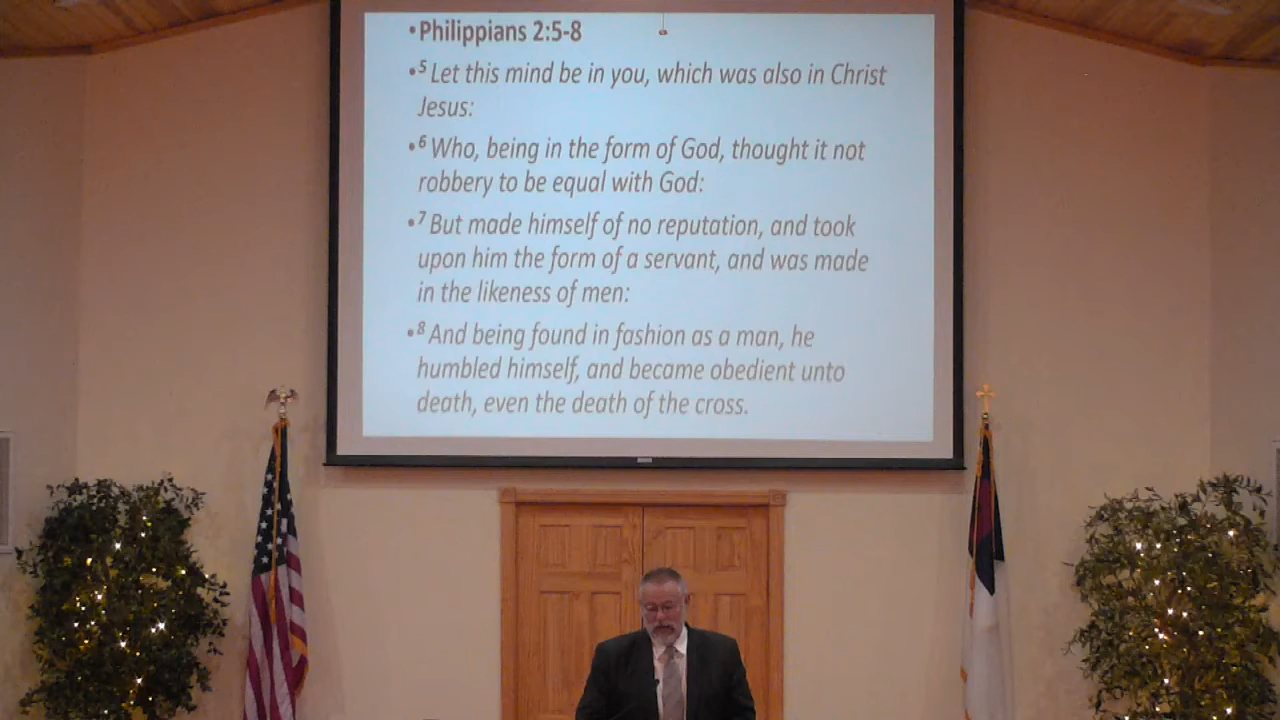 •Philippians 2:5-8
•5 Let this mind be in you, which was also in Christ
Jesus:
•6 Who, being in the form of God, thought it not
robbery to be equal with God:
•7 But made himself of no reputation, and took
upon him the form of a servant, and was made
in the likeness of men:
•8 And being found in fashion as a man, he
humbled himself, and became obedient unto
death, even the death of the cross.